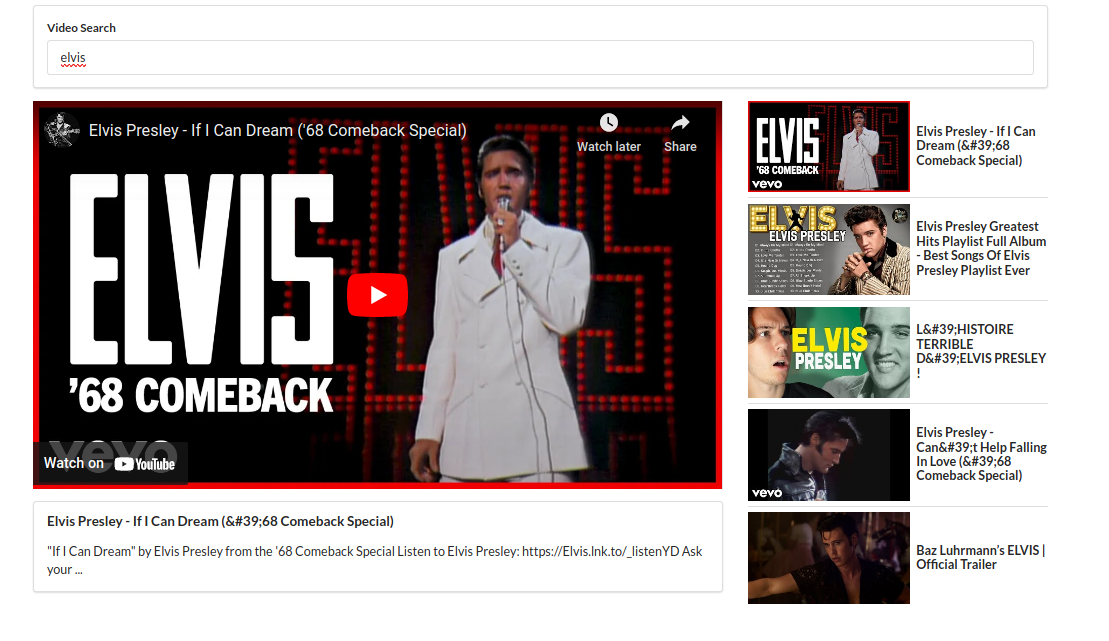 Video Search
elvis
Elvis Presley - If I Can Dream ('68 Comeback Special)
Watch later
Share
ELVIS
'68 COMEBACK
vevo
Watch on YouTube
Elvis Presley - If I Can Dream (&#39;68 Comeback Special)
"If I Can Dream" by Elvis Presley from the '68 Comeback Special Listen to Elvis Presley: https://Elvis.lnk.to/_listenYD Ask
your ...
ELVIS
'68 COMEBACK
vevo
Elvis Presley - If I Can
Dream (&#39;68
Comeback Special)
ELVIS
ELVIS PRESLEY
Elvis Presley Greatest
Hits Playlist Full Album
- Best Songs Of Elvis
Presley Playlist Ever
ELVIS
PRESLEY
L&#39;HISTOIRE
TERRIBLE
D&#39;ELVIS PRESLEY
!
vevo
Elvis Presley -
Can&#39;t Help Falling
In Love (&#39;68
Comeback Special)
Baz Luhrmann's ELVIS |
Official Trailer